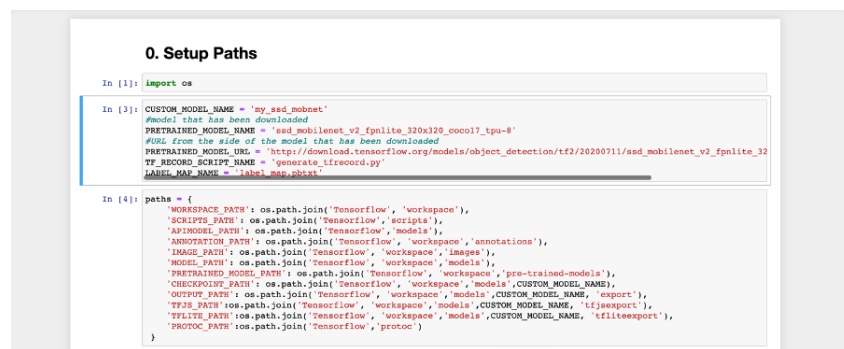 0. Setup Paths
In [1]: import os
In [3]: CUSTOM_MODEL_NAME = 'my_ssd_mobnet'
#model that has been downloaded
PRETRAINED_MODEL_NAME = 'ssd_mobilenet_v2_fpnlite_320x320_coco17_tpu-8'
#URL from the side of the model that has been downloaded
PRETRAINED_MODEL_URL = 'http://download.tensorflow.org/models/object_detection/tf2/20200711/ssd_mobilenet_v2_fpnlite_32
TF_RECORD_SCRIPT_NAME = 'generate_tfrecord.py'
LABEL_MAP_NAME = 'label_map.pbtxt'
In [4]: paths = {
'WORKSPACE_PATH': os.path.join('Tensorflow', 'workspace'),
'SCRIPTS_PATH': os.path.join('Tensorflow','scripts'),
'APIMODEL_PATH': os.path.join('Tensorflow','models'),
'ANNOTATION_PATH': os.path.join('Tensorflow', 'workspace','annotations'),
'IMAGE_PATH': os.path.join('Tensorflow', 'workspace','images'),
'MODEL_PATH': os.path.join('Tensorflow', 'workspace','models'),
'PRETRAINED_MODEL_PATH': os.path.join('Tensorflow', 'workspace','pre-trained-models'),
'CHECKPOINT_PATH': os.path.join('Tensorflow', 'workspace','models',CUSTOM_MODEL_NAME),
'OUTPUT_PATH': os.path.join('Tensorflow', 'workspace','models',CUSTOM_MODEL_NAME, 'export'),
'TFJS_PATH':os.path.join('Tensorflow', 'workspace','models',CUSTOM_MODEL_NAME, 'tfjsexport'),
'TFLITE_PATH':os.path.join('Tensorflow', 'workspace','models',CUSTOM_MODEL_NAME, 'tfliteexport'),
'PROTOC_PATH':os.path.join('Tensorflow','protoc')
}